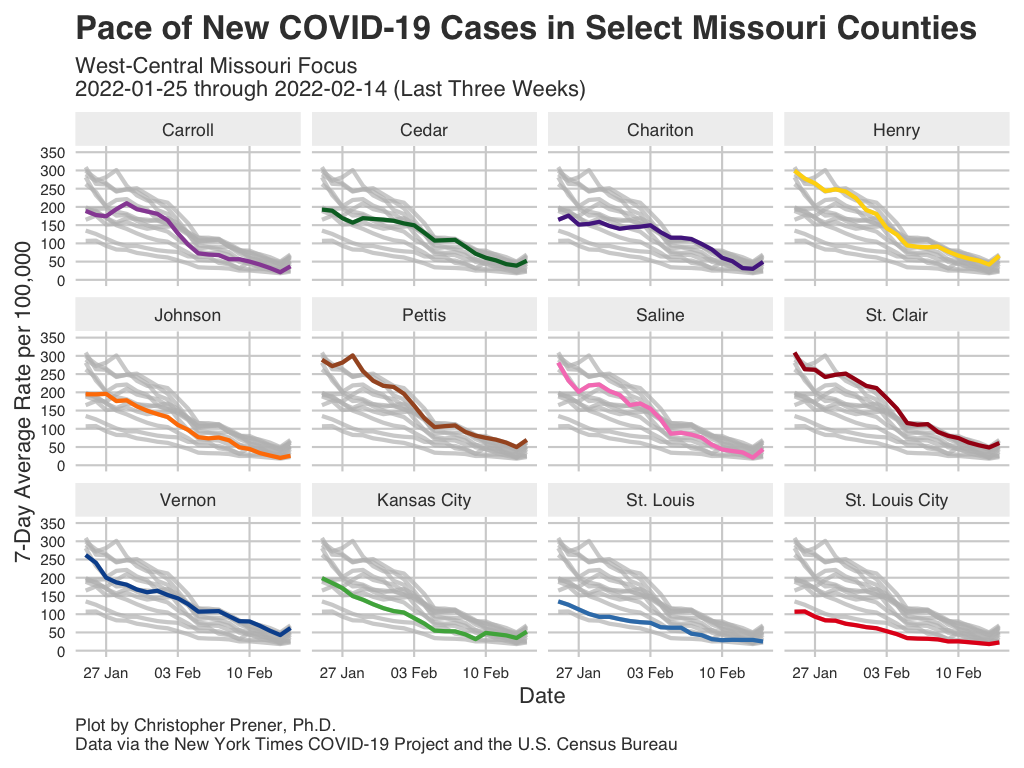 Pace of New COVID-19 Cases in Select Missouri Counties
West-Central Missouri Focus
2022-01-25 through 2022-02-14 (Last Three Weeks)
Carroll Cedar Chariton Henry
350
300
250
200
150
100
50
0
Johnson Pettis Saline St. Clair
350
300
250
200
150
100
50
0
Vernon Kansas City St. Louis St. Louis City
350
300
250
200
150
100
50
0
7-Day Average Rate per 100,000
27 Jan 03 Feb 10 Feb 27 Jan 03 Feb 10 Feb 27 Jan 03 Feb 10 Feb 27 Jan 03 Feb 10 Feb
Date
Plot by Christopher Prener, Ph.D.
Data via the New York Times COVID-19 Project and the U.S. Census Bureau